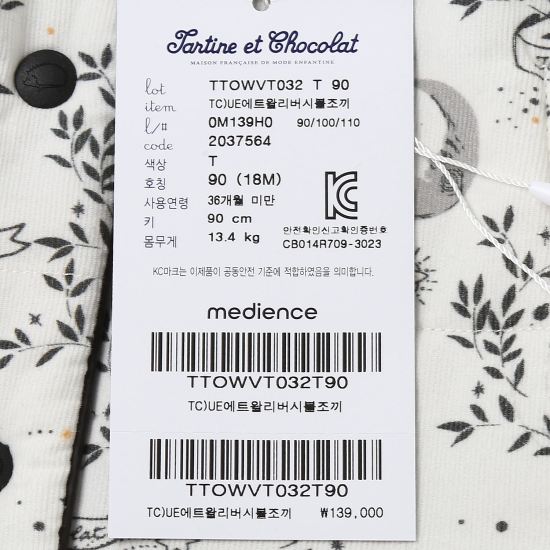 Tartine et Chocolat
MAISON FRANÇAISE DE MODE ENFANTINE
lot TTOWVT032 T 90
item TC)UE에트왈리버시블조끼
l/# 0M139H0 90/100/110
code 2037564
색상 T
호칭 90 (18M)
사용연령 36개월 미만
키 90 cm
몸무게 13.4 kg
KC
안전확인신고확인증번호
CB014R709-3023
KC마크는 이제품이 공통안전 기준에 적합하였음을 의미합니다.
medience
TTOWVT032T90
TC)UE에트왈리버시블조끼
TTOWVT032T90
TC)UE에트왈리버시블조끼 ₩139,000